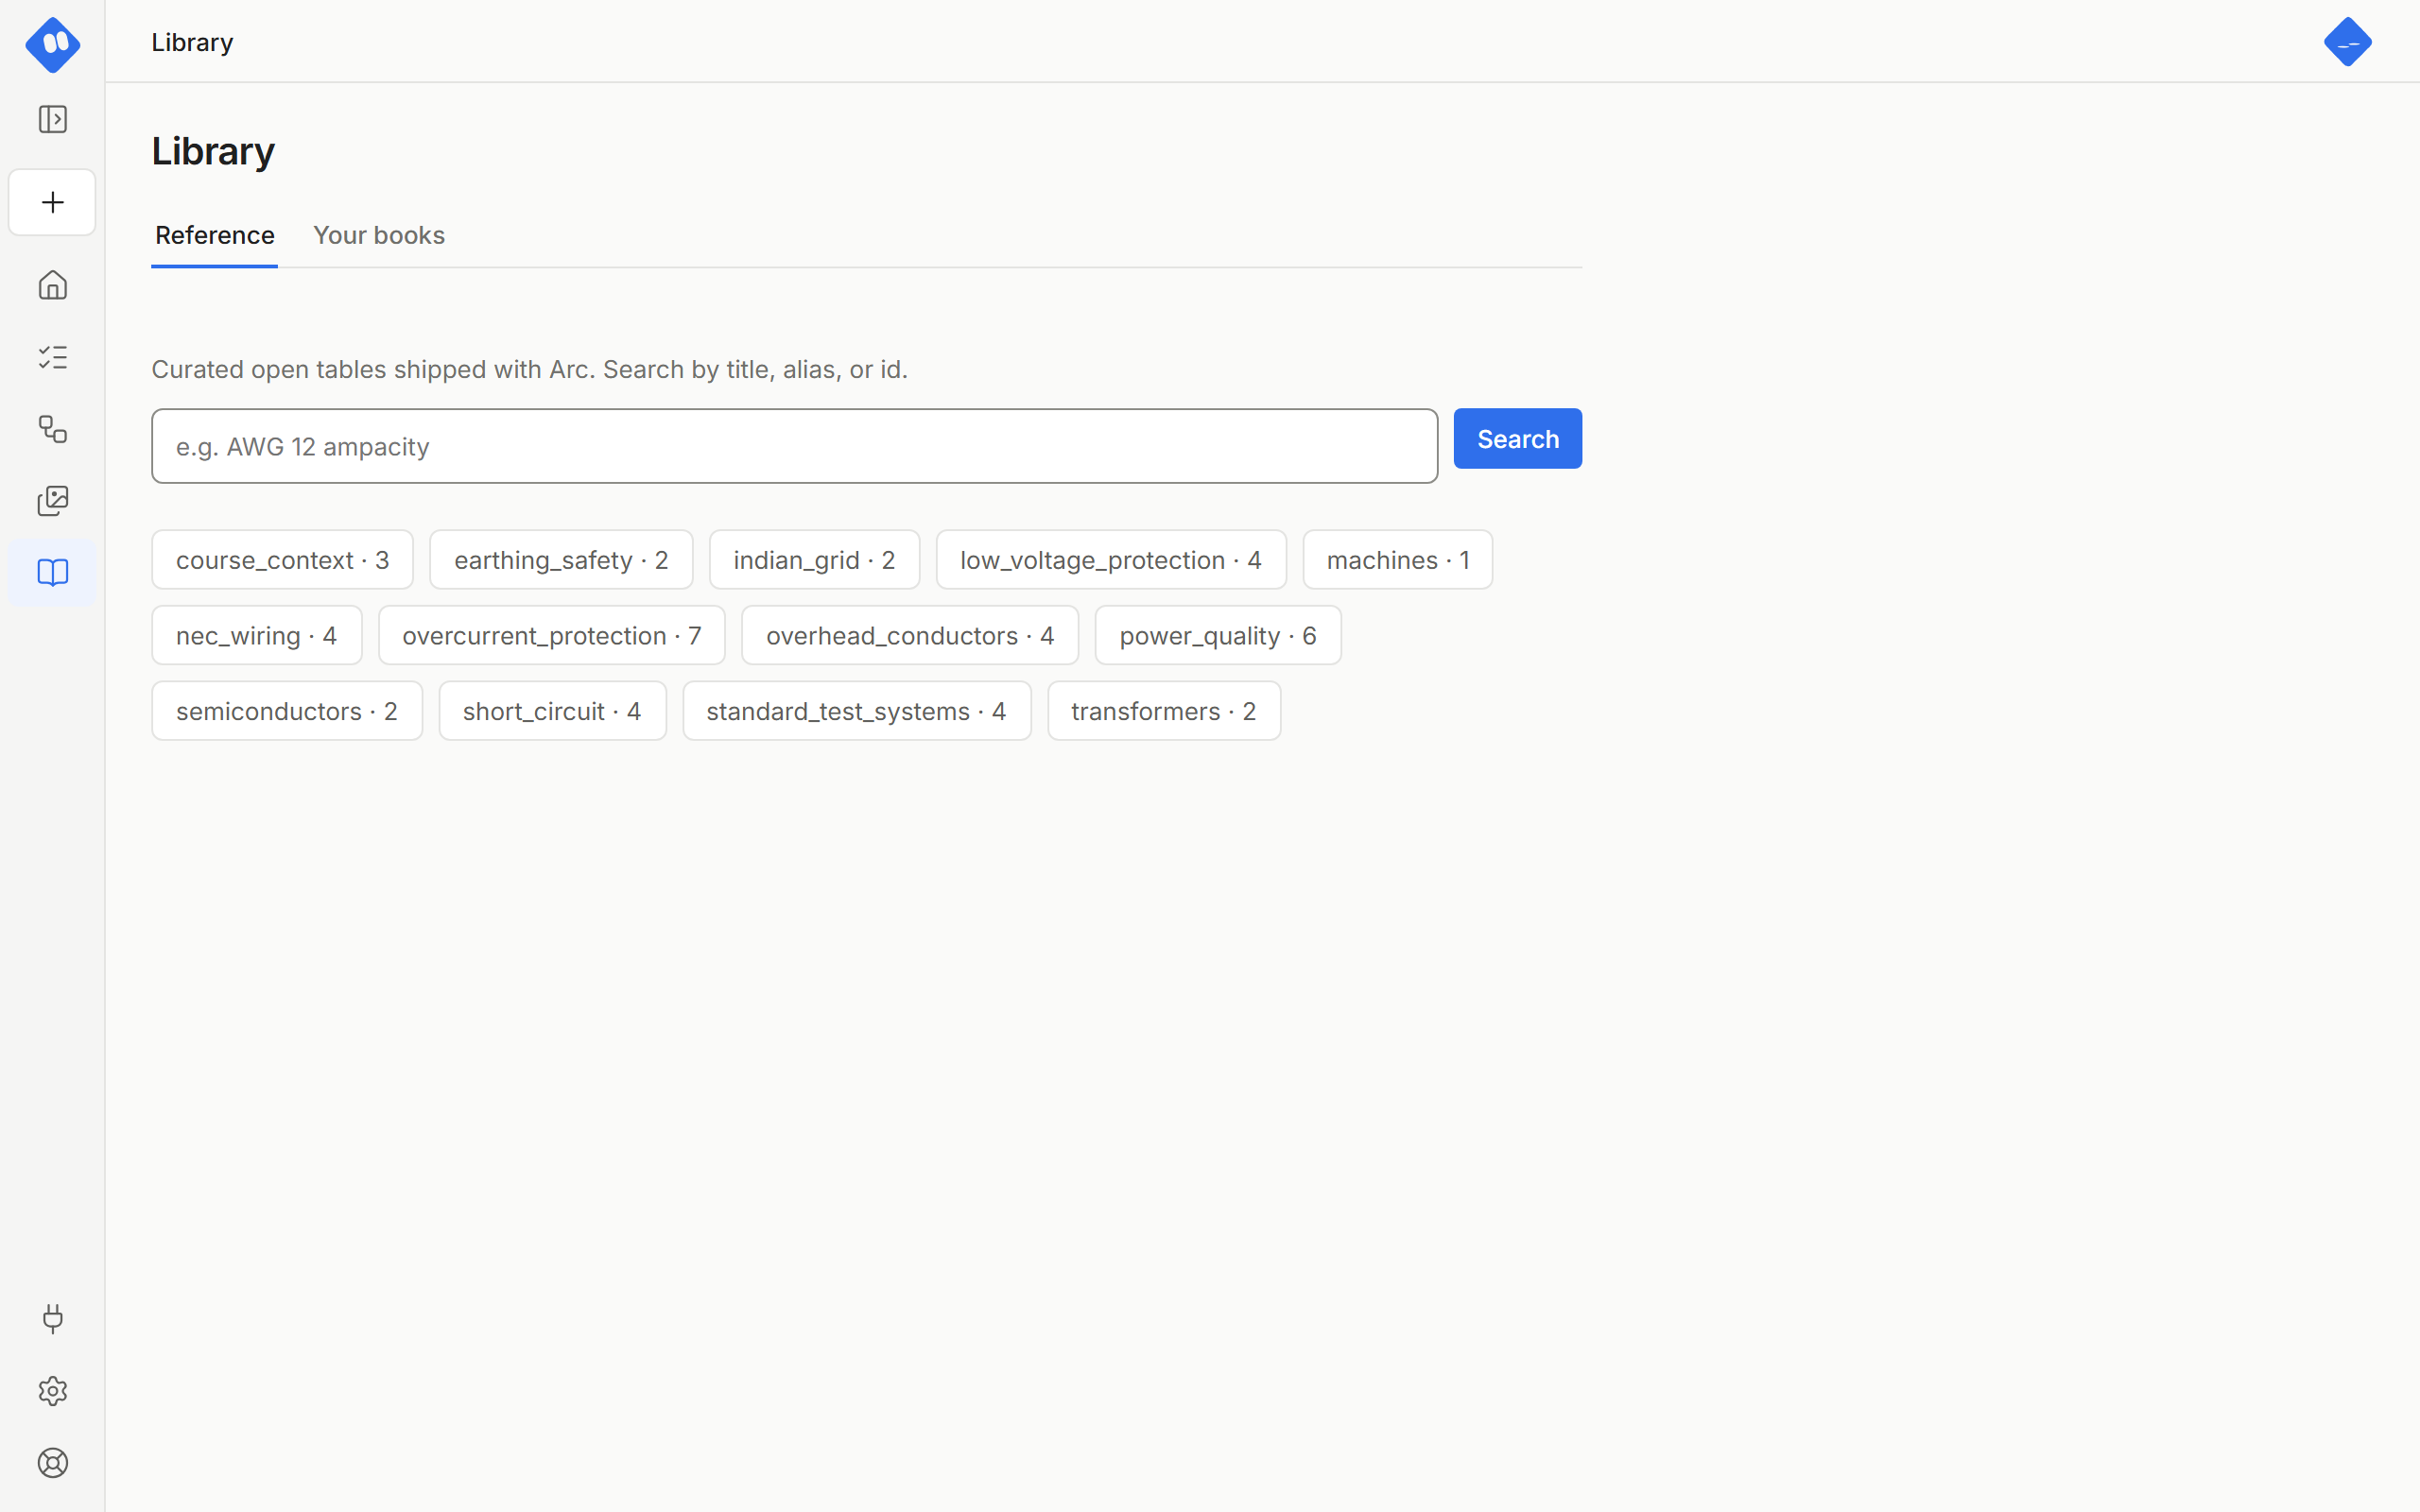 Library
Library
Reference Your books
Curated open tables shipped with Arc. Search by title, alias, or id.
e.g. AWG 12 ampacity Search
course_context · 3 earthing_safety · 2 indian_grid · 2 low_voltage_protection · 4 machines · 1
nec_wiring · 4 overcurrent_protection · 7 overhead_conductors · 4 power_quality · 6
semiconductors · 2 short_circuit · 4 standard_test_systems · 4 transformers · 2